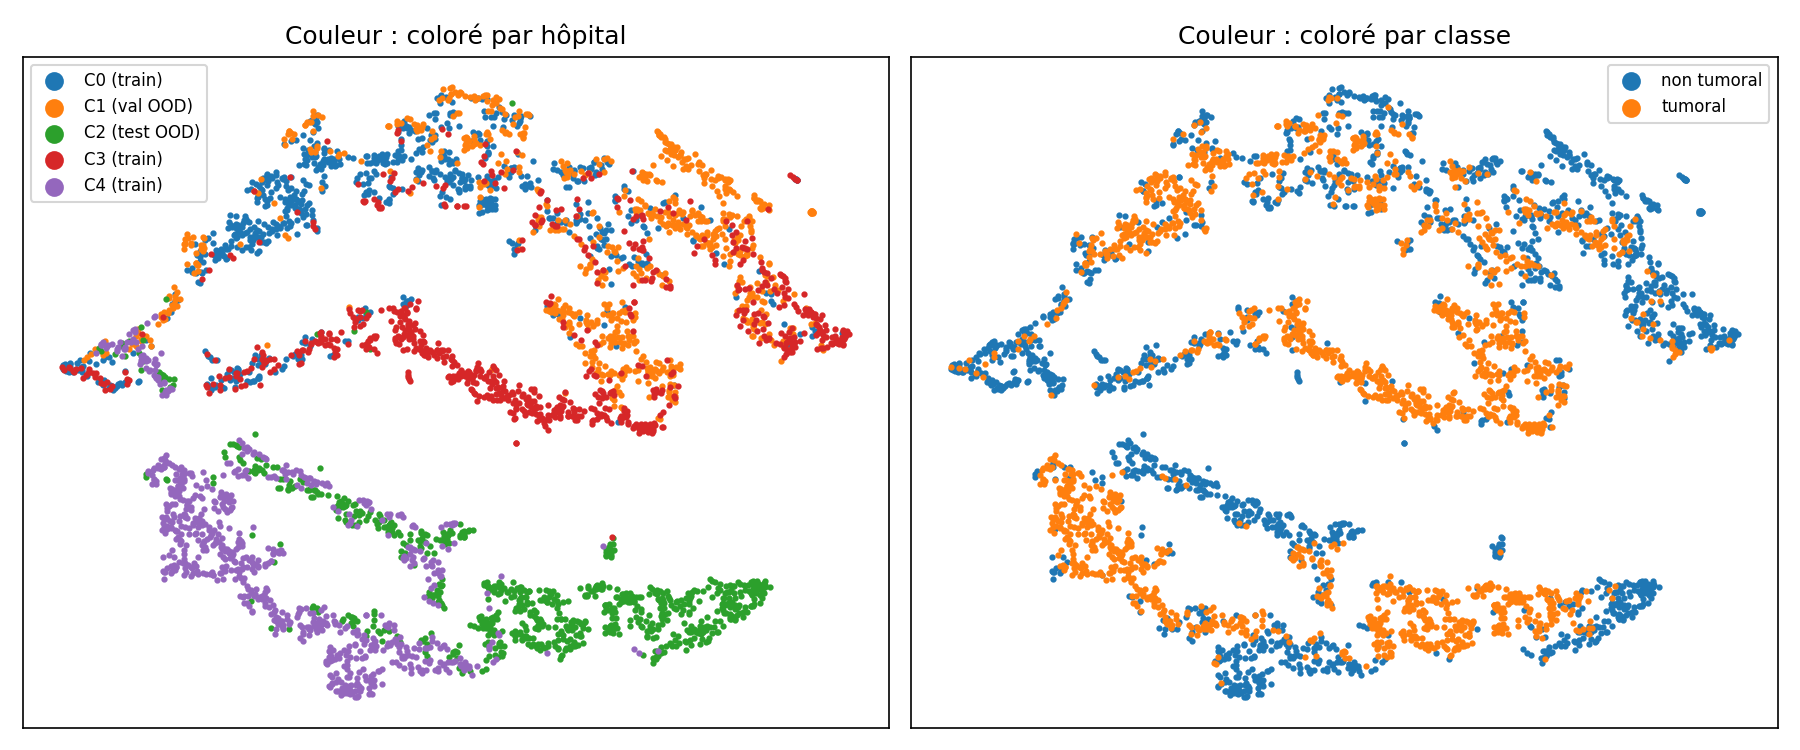 Couleur : coloré par hôpital
C0 (train)
C1 (val OOD)
C2 (test OOD)
C3 (train)
C4 (train)
Couleur : coloré par classe
non tumoral
tumoral